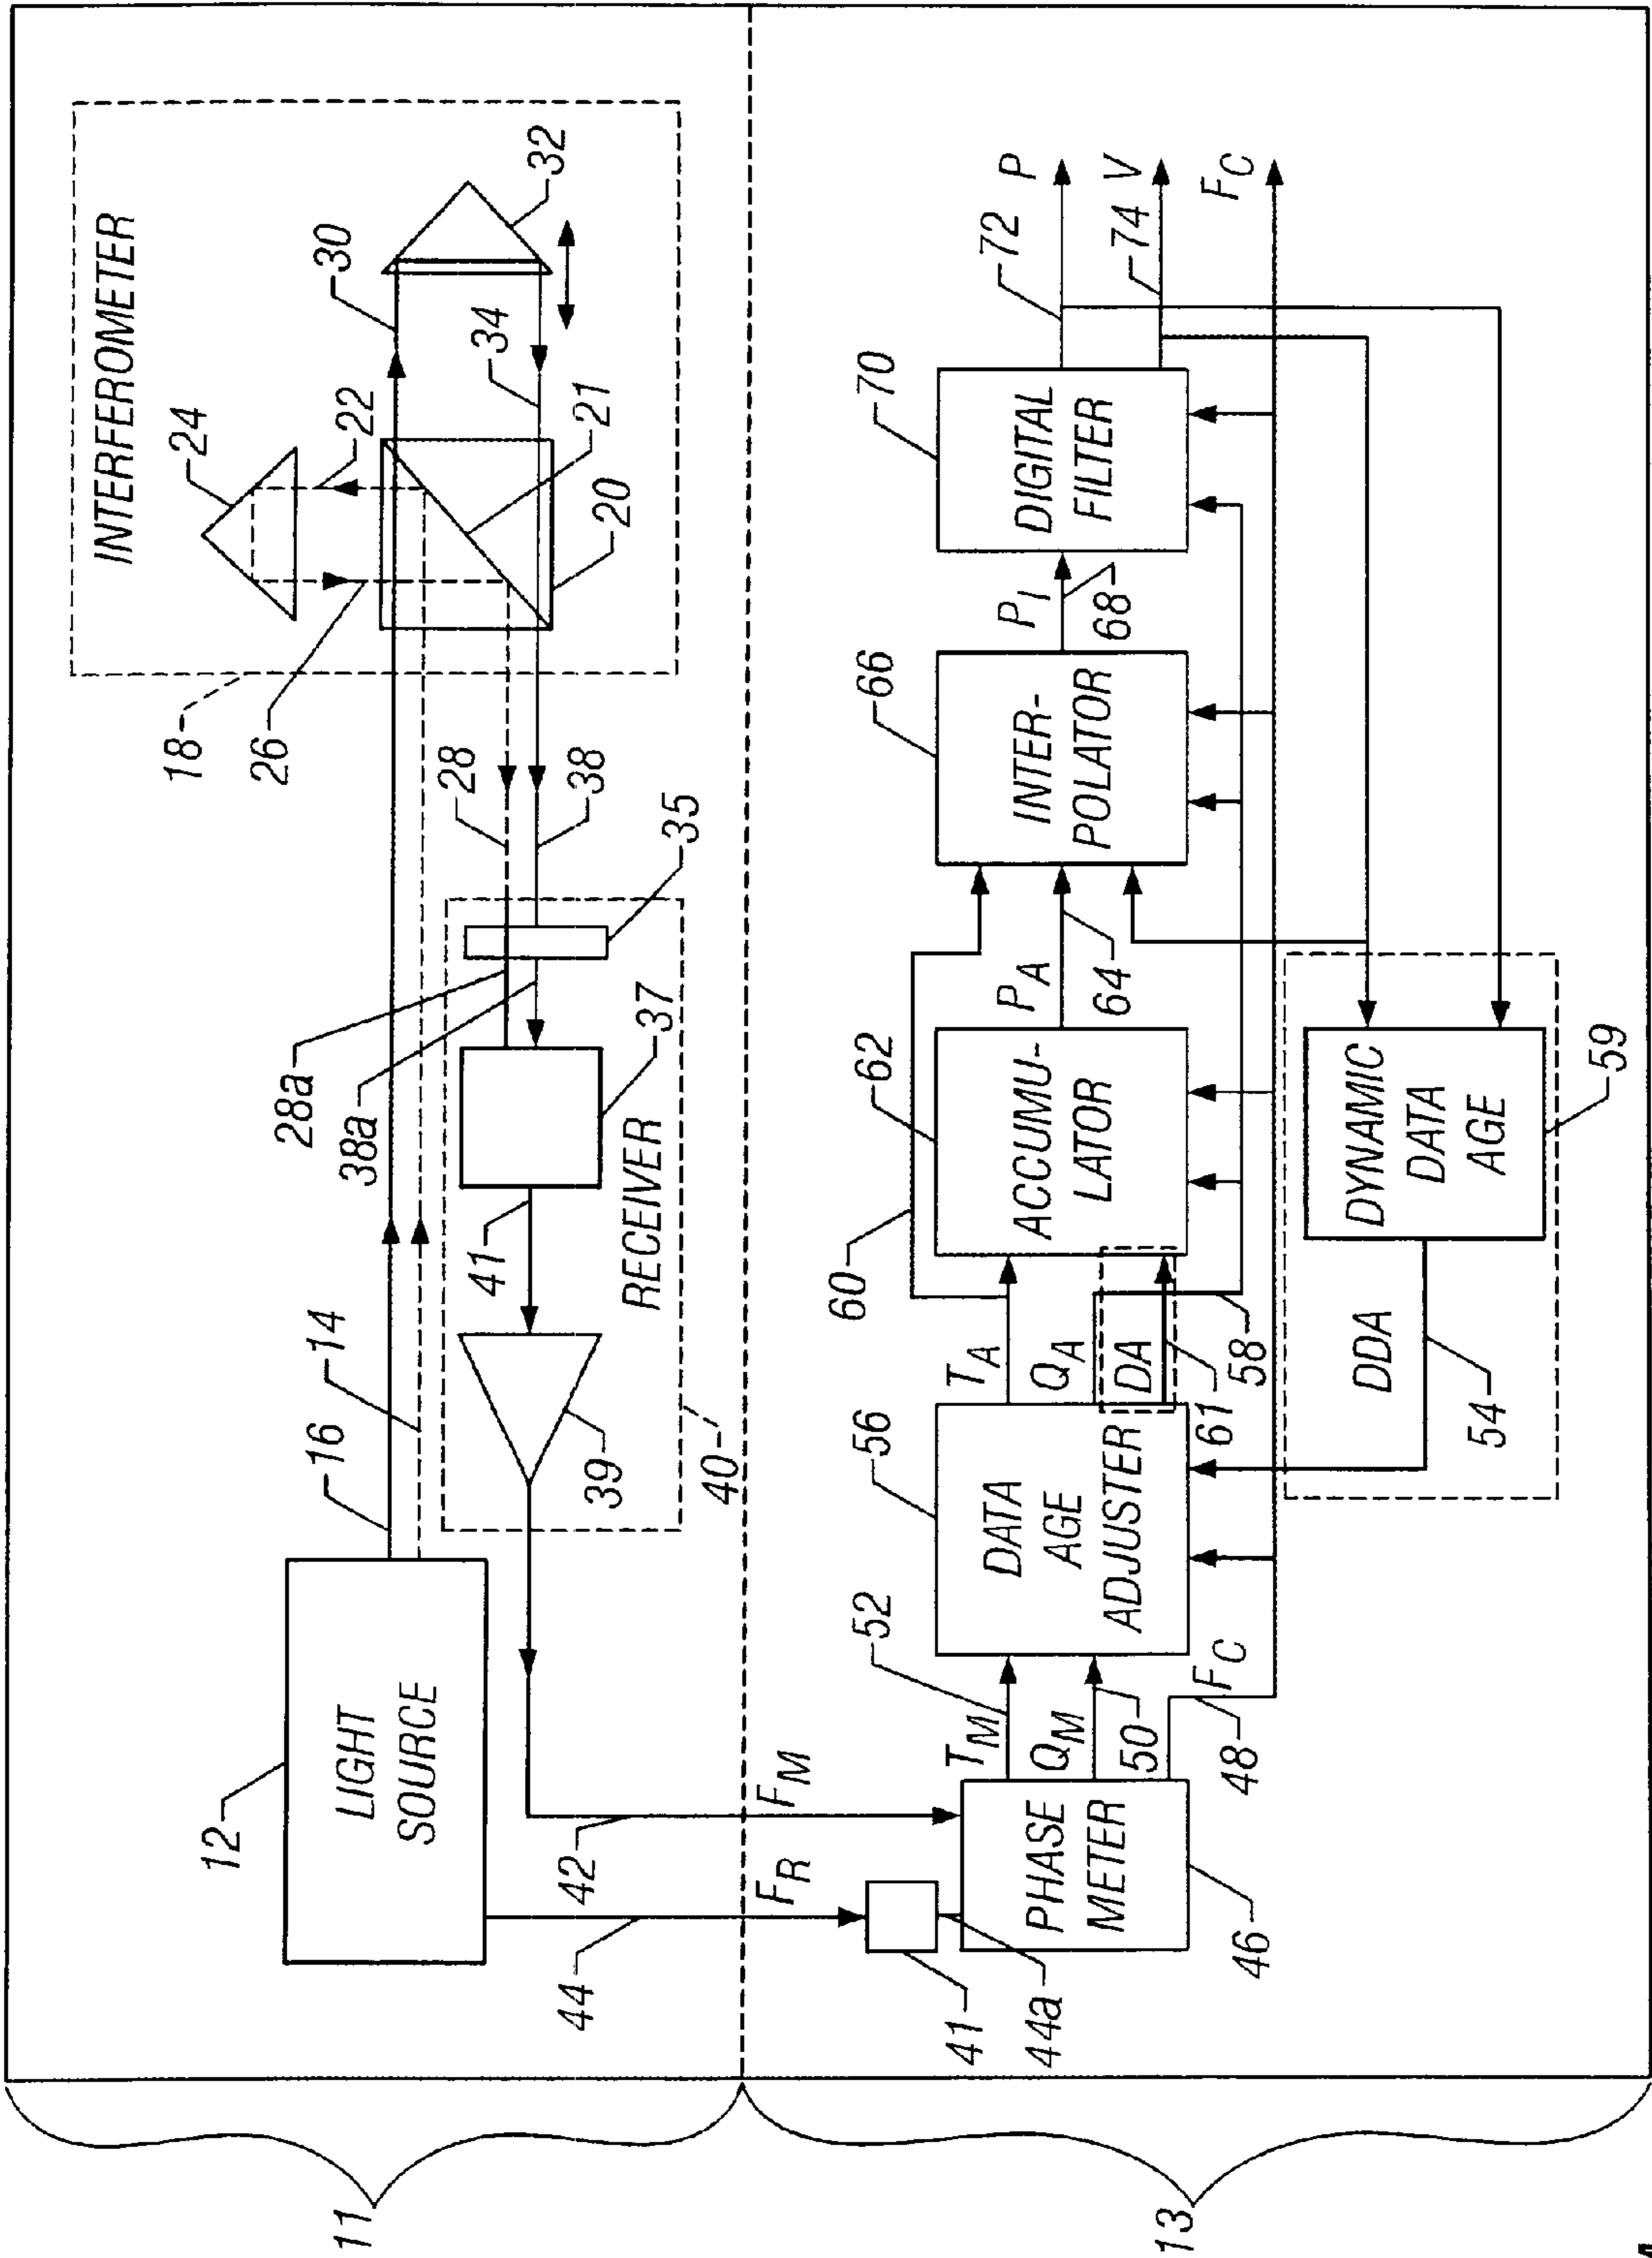 11
13
INTERFEROMETER
12
LIGHT
SOURCE
16
14
18
26
24
22
30
32
34
21
20
28
38
35
28a
38a
37
41
RECEIVER
39
40
44
42
F_R
F_M
41
44a
PHASE
METER
46
T_M
52
Q_M
50
F_C
48
DATA
AGE
ADJUSTER
56
T_A
Q_A
DA
61
58
60
ACCUMU-
LATOR
62
P_A
64
INTER-
POLATOR
66
P_I
68
DIGITAL
FILTER
70
72
P
74
V
F_C
DDA
54
DYNAMIC
DATA
AGE
59